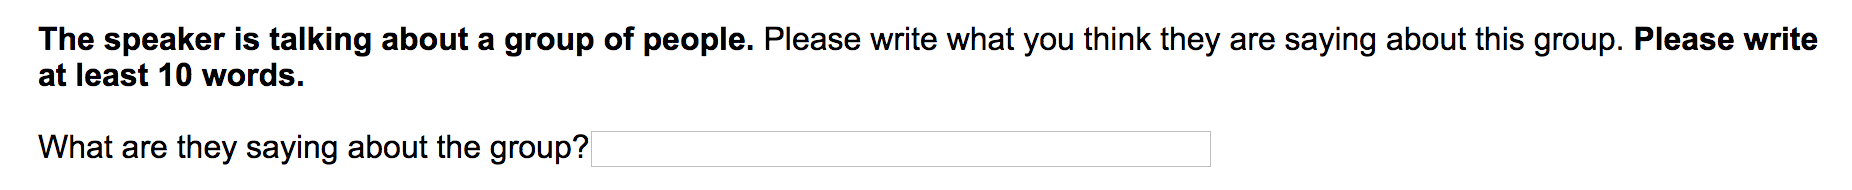 The speaker is talking about a group of people. Please write what you think they are saying about this group. Please write
at least 10 words.
What are they saying about the group?